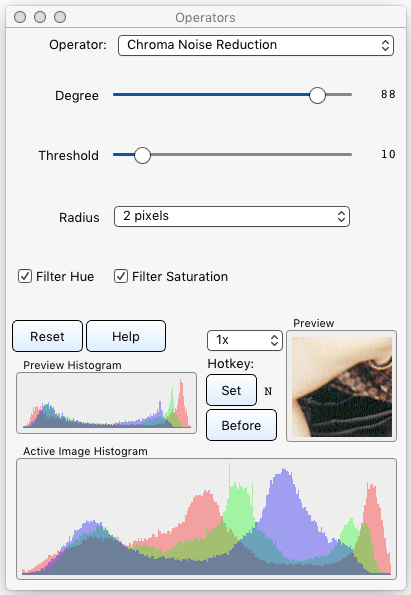 Operators
Operator: Chroma Noise Reduction
Degree 88
Threshold 10
Radius 2 pixels
Filter Hue Filter Saturation
Reset Help 1x Preview
Preview Histogram Hotkey:
Set N
Before
Active Image Histogram